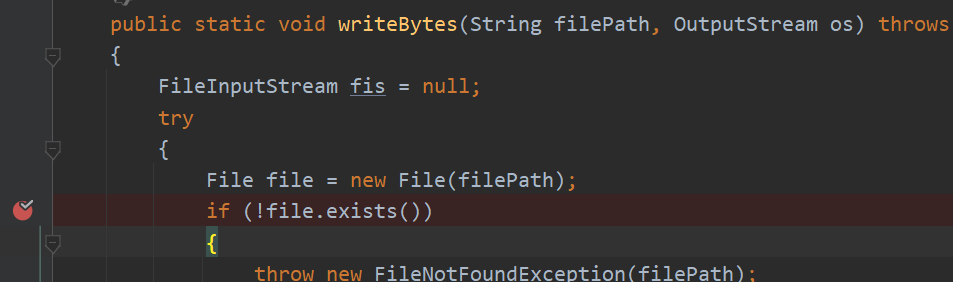 public static void writeBytes(String filePath, OutputStream os) throws
{
FileInputStream fis = null;
try
{
File file = new File(filePath);
if (!file.exists())
{
throw new FileNotFoundException(filePath);